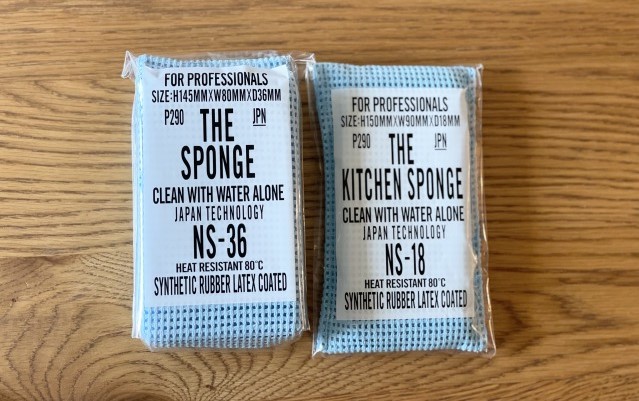 FOR PROFESSIONALS
SIZE:H145MMXW80MMXD36MM
P290 JPN
THE
SPONGE
CLEAN WITH WATER ALONE
JAPAN TECHNOLOGY
NS-36
HEAT RESISTANT 80°C
SYNTHETIC RUBBER LATEX COATED
FOR PROFESSIONALS
SIZE:H150MMXW90MMXD18MM
P290 JPN
THE
KITCHEN SPONGE
CLEAN WITH WATER ALONE
JAPAN TECHNOLOGY
NS-18
HEAT RESISTANT 80°C
SYNTHETIC RUBBER LATEX COATED